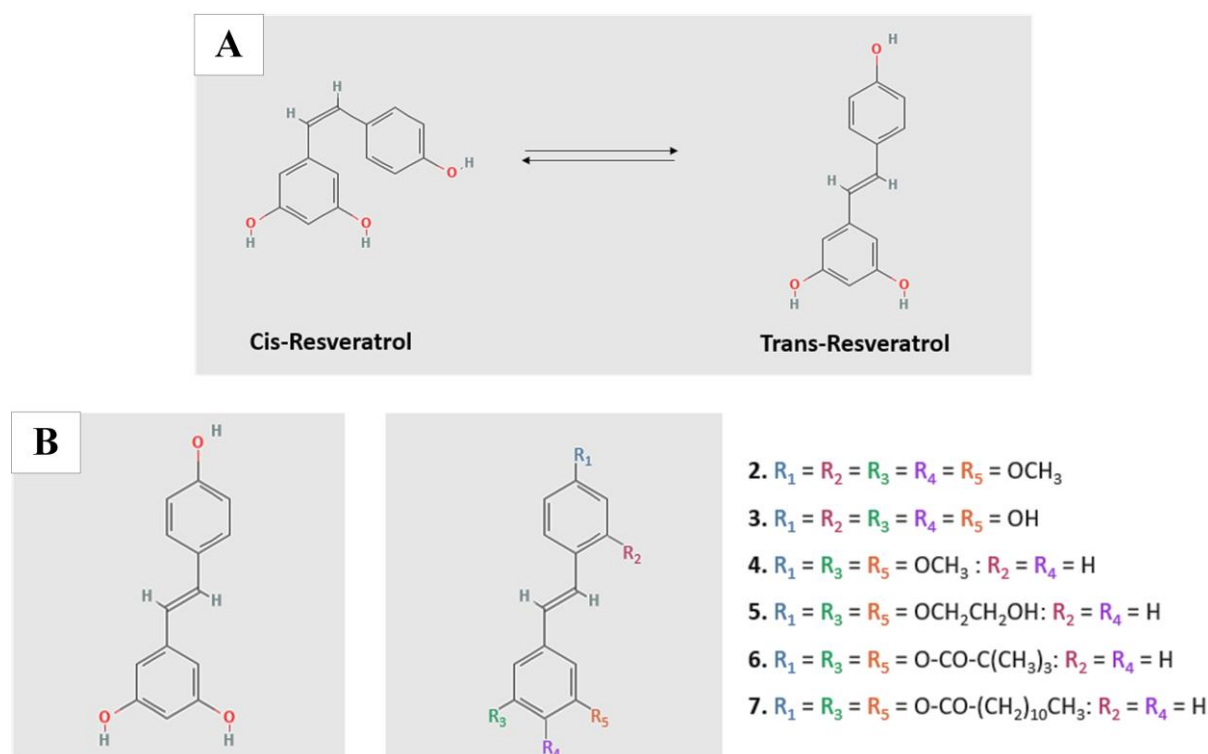 A
H
O
H
H
H
H
O
H
H
O
H
O
H
O
H
O
H
O
H
Cis-Resveratrol
Trans-Resveratrol
B
H
O
H
H
O
H
O
H
R₁
R₂
H
H
R₃
R₅
R₄
2. R₁ = R₂ = R₃ = R₄ = R₅ = OCH₃
3. R₁ = R₂ = R₃ = R₄ = R₅ = OH
4. R₁ = R₃ = R₅ = OCH₃ : R₂ = R₄ = H
5. R₁ = R₃ = R₅ = OCH₂CH₂OH: R₂ = R₄ = H
6. R₁ = R₃ = R₅ = O-CO-C(CH₃)₃: R₂ = R₄ = H
7. R₁ = R₃ = R₅ = O-CO-(CH₂)₁₀CH₃: R₂ = R₄ = H